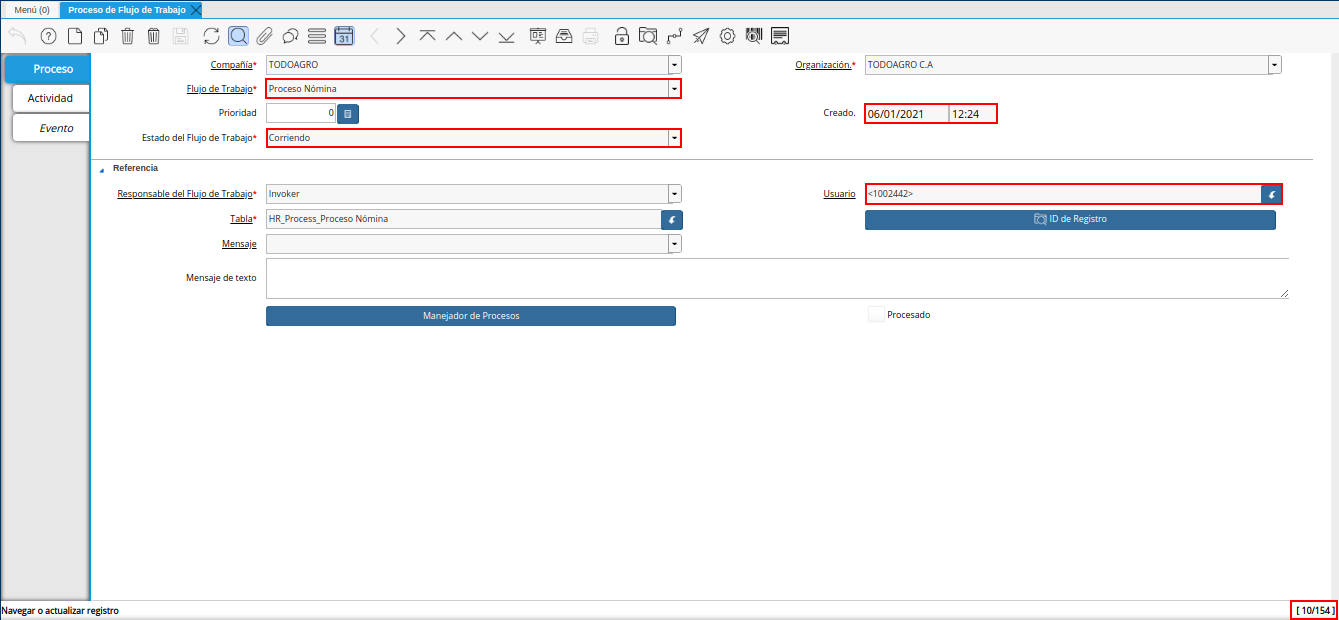 Menú (0) Proceso de Flujo de Trabajo
31
Proceso
Actividad
Evento
Compañía* TODOAGRO Organización.* TODOAGRO C.A
Flujo de Trabajo* Proceso Nómina
Prioridad 0 Creado. 06/01/2021 12:24
Estado del Flujo de Trabajo* Corriendo
Referencia
Responsable del Flujo de Trabajo* Invoker Usuario <1002442>
Tabla* HR_Process_Proceso Nómina ID de Registro
Mensaje
Mensaje de texto
Manejador de Procesos Procesado
Navegar o actualizar registro [ 10/154 ]